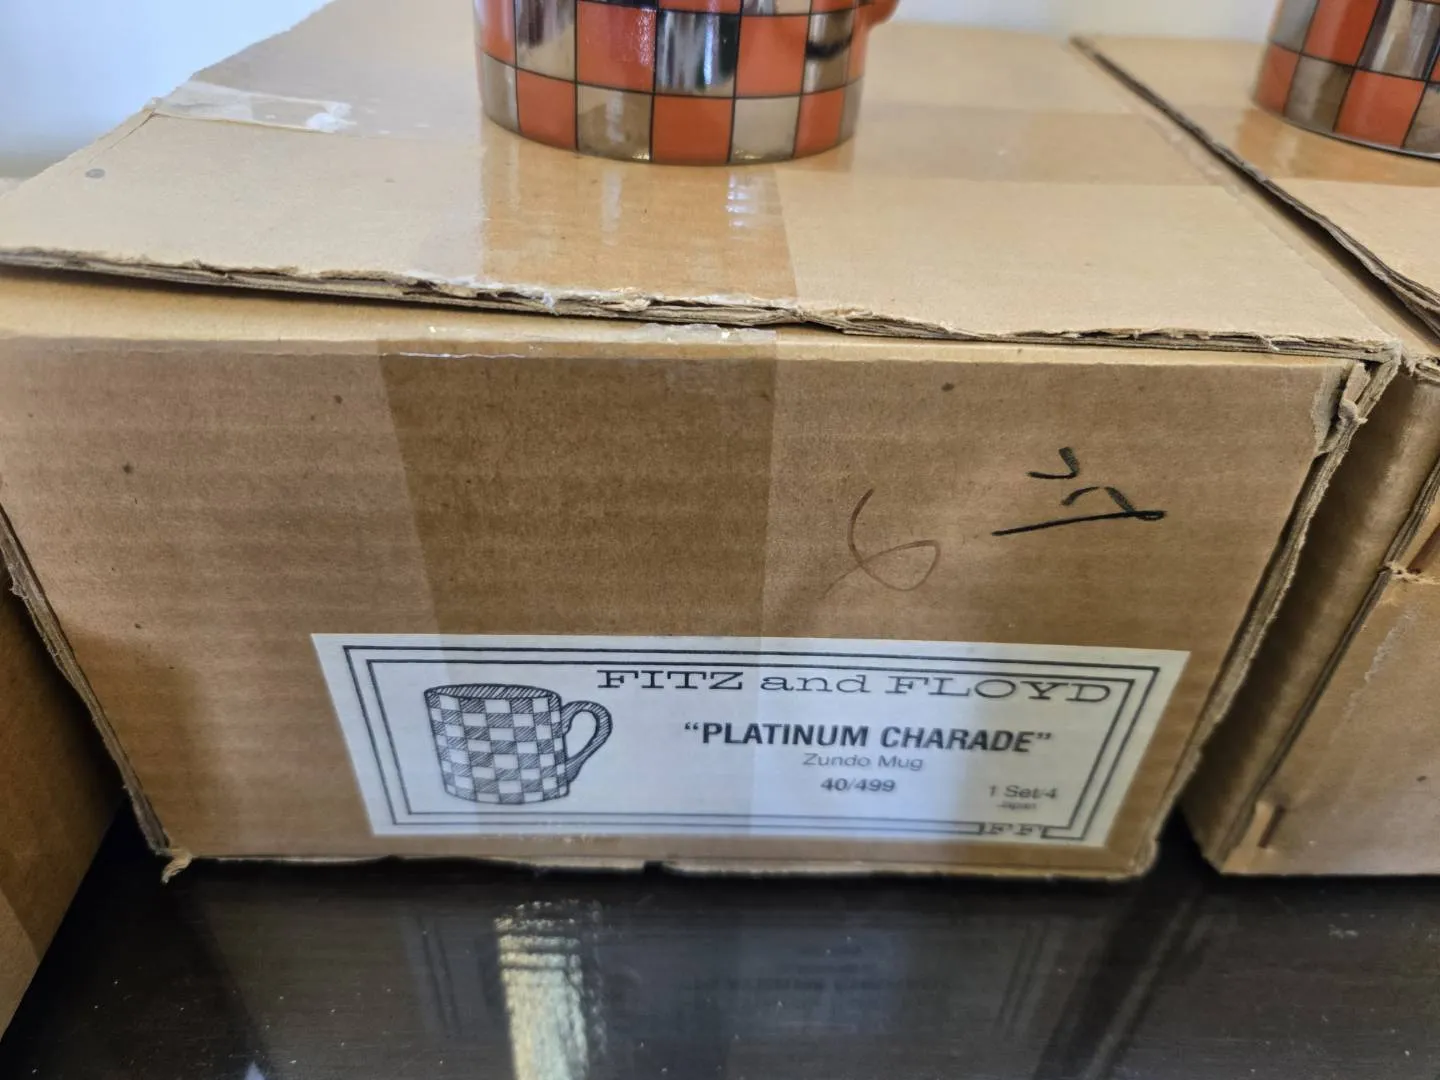 FITZ and FLOYD
"PLATINUM CHARADE"
Zundo Mug
40/499
1 Set/4
Japan
FF